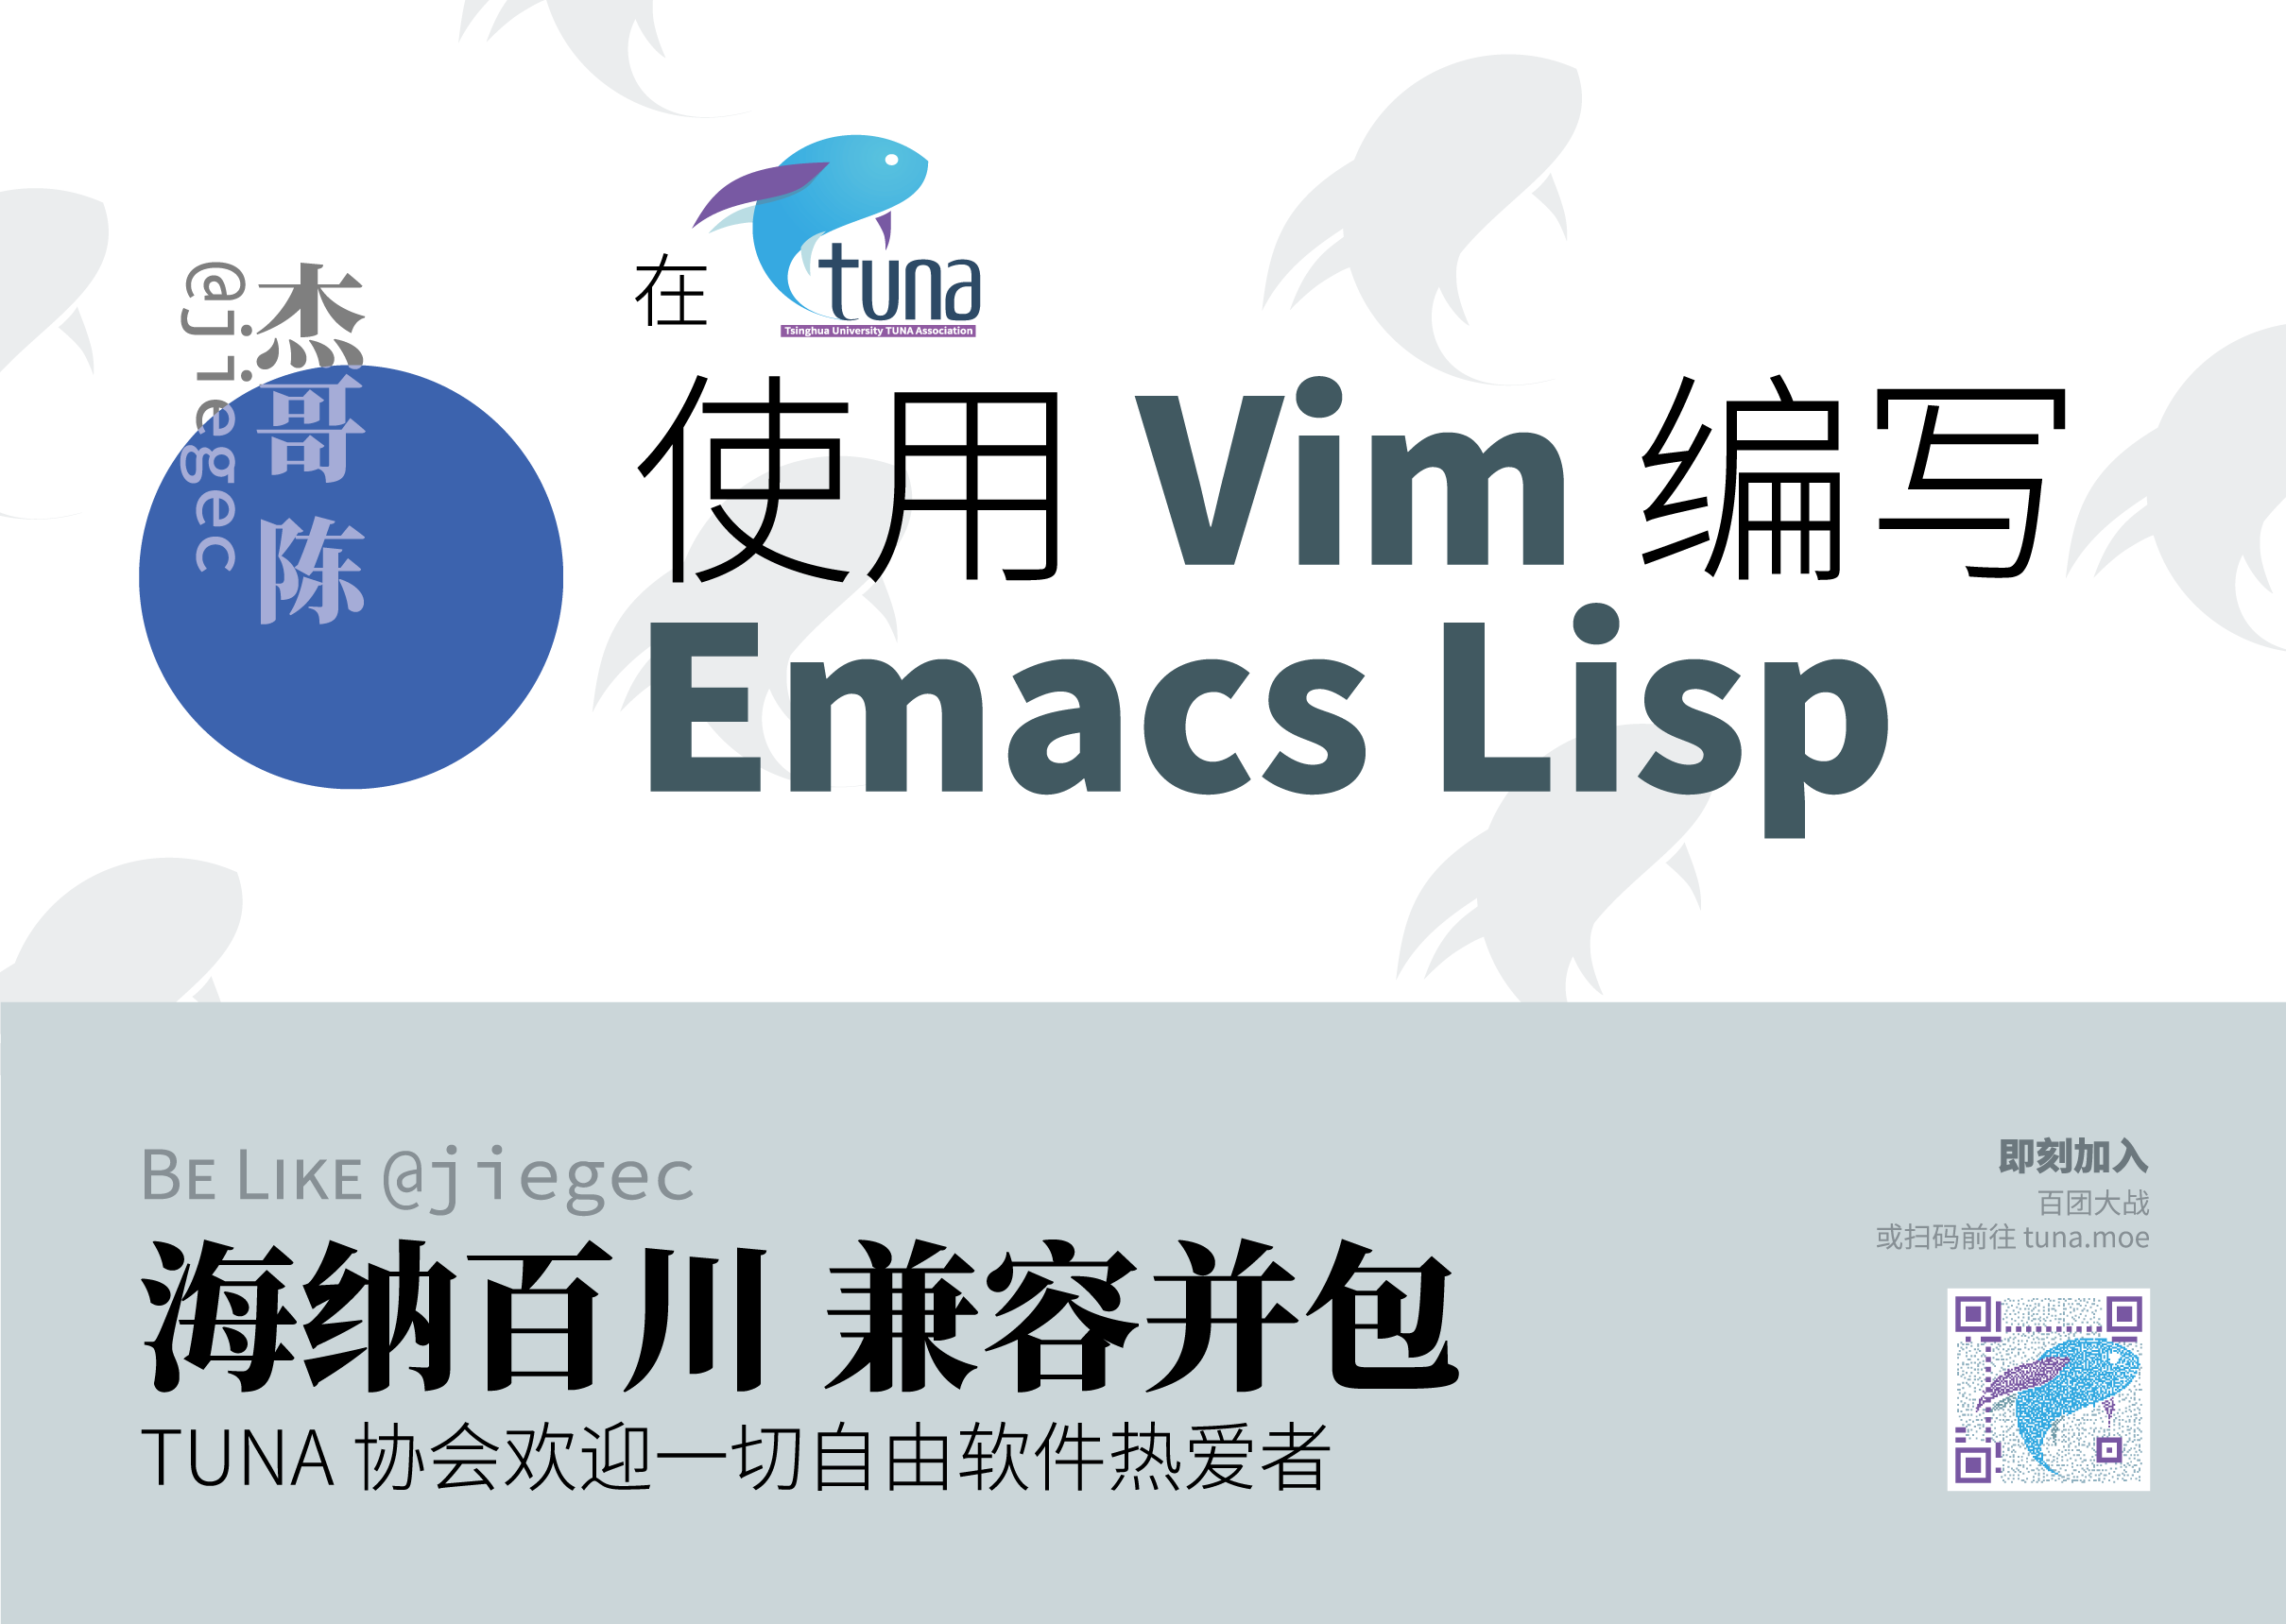 杰哥 陈
@jiegec
在
tuna
Tsinghua University TUNA Association
使用 Vim 编写
Emacs Lisp
BE LIKE @jiegec
海纳百川 兼容并包
TUNA 协会欢迎一切自由软件热爱者
即刻加入
百团大战
或扫码前往 tuna.moe